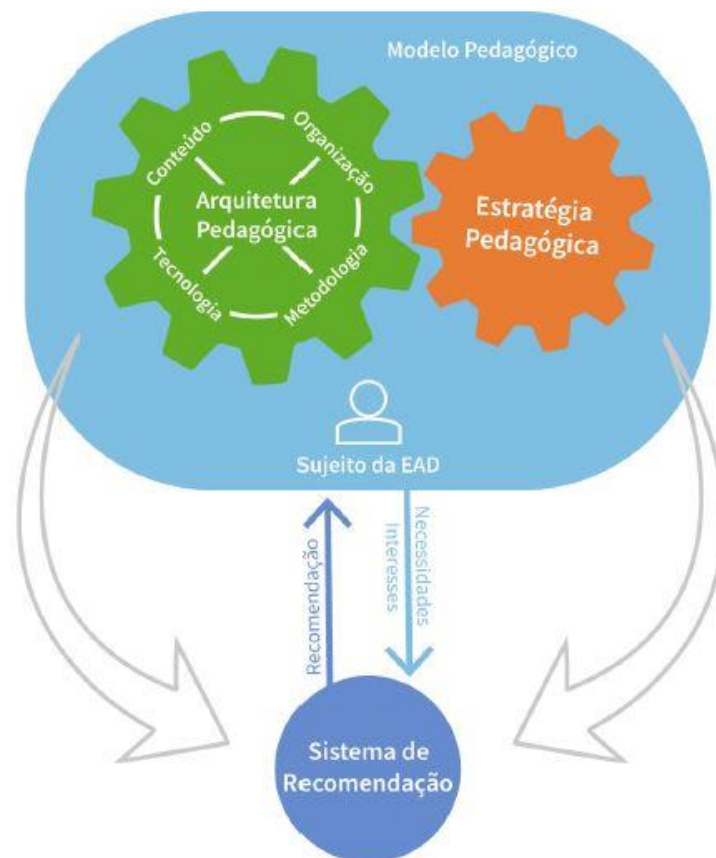 Modelo Pedagógico
Conteúdo
Organização
Arquitetura
Pedagógica
Tecnologia
Metodologia
Estratégia
Pedagógica
Sujeito da EAD
Recomendação
Necessidades
Interesses
Sistema de
Recomendação